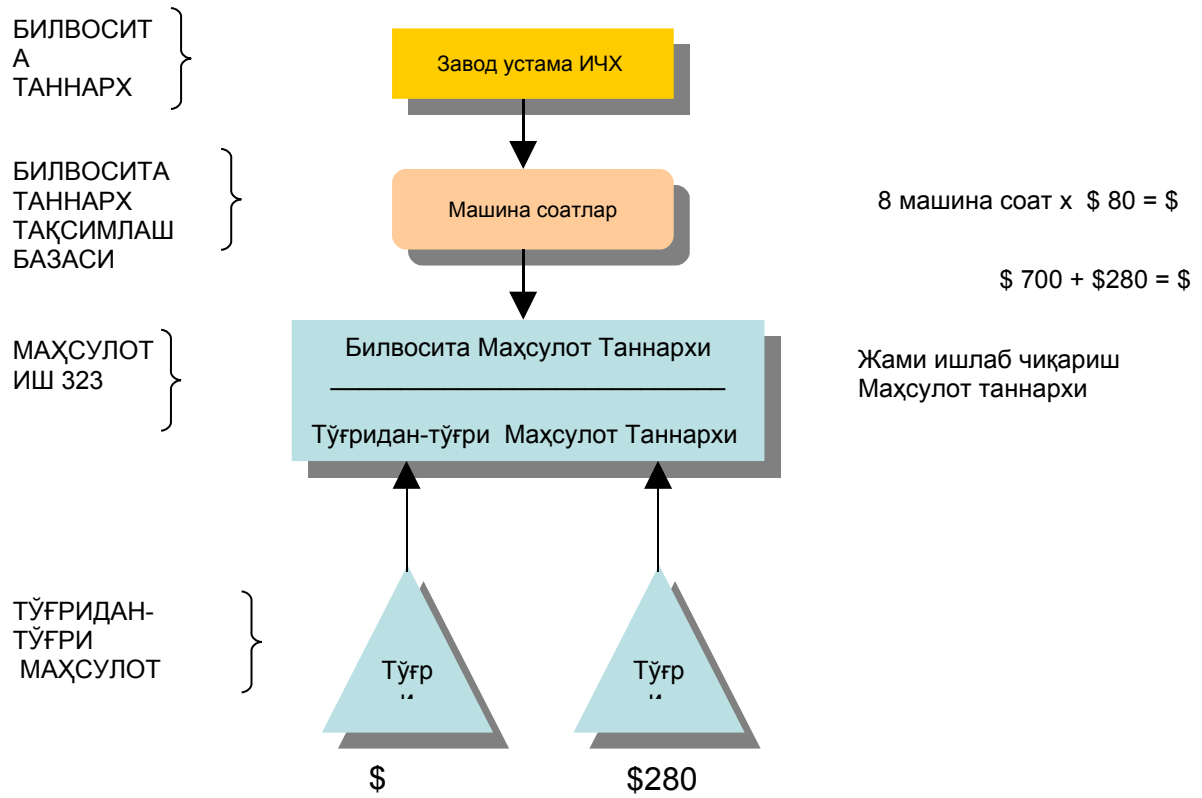 БИЛВОСИТ
А
ТАННАРХ
Завод устама ИЧХ
БИЛВОСИТА
ТАННАРХ
ТАҚСИМЛАШ
БАЗАСИ
Машина соатлар
8 машина соат х $ 80 = $
$ 700 + $280 = $
МАҲСУЛОТ
ИШ 323
Билвосита Маҳсулот Таннархи
Тўғридан-тўғри Маҳсулот Таннархи
Жами ишлаб чиқариш
Маҳсулот таннархи
ТЎҒРИДАН-
ТЎҒРИ
МАҲСУЛОТ
Тўғр
Тўғр
$
$280